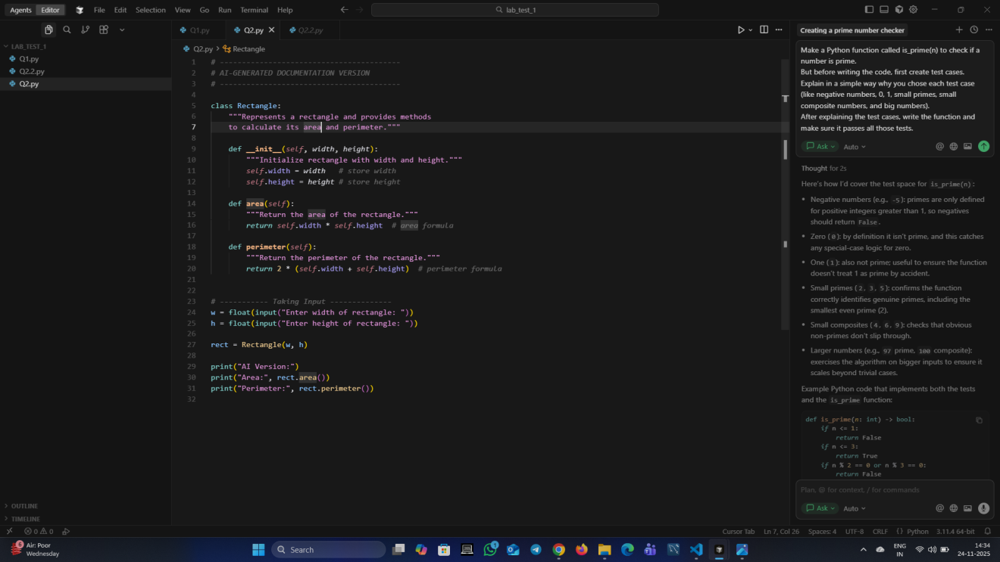 Agents Editor File Edit Selection View Go Run Terminal Help
lab_test_1
LAB_TEST_1
Q1.py
Q2.2.py
Q2.py
Q1.py Q2.py Q2.2.py
Q2.py > Rectangle
1 # -----------------------------------------
2 # AI-GENERATED DOCUMENTATION VERSION
3 # -----------------------------------------
4
5 class Rectangle:
6 """Represents a rectangle and provides methods
7 to calculate its area and perimeter."""
8
9 def __init__(self, width, height):
10 """Initialize rectangle with width and height."""
11 self.width = width # store width
12 self.height = height # store height
13
14 def area(self):
15 """Return the area of the rectangle."""
16 return self.width * self.height # area formula
17
18 def perimeter(self):
19 """Return the perimeter of the rectangle."""
20 return 2 * (self.width + self.height) # perimeter formula
21
22
23 # ----------- Taking Input --------------
24 w = float(input("Enter width of rectangle: "))
25 h = float(input("Enter height of rectangle: "))
26
27 rect = Rectangle(w, h)
28
29 print("AI Version:")
30 print("Area:", rect.area())
31 print("Perimeter:", rect.perimeter())
32
Creating a prime number checker
Make a Python function called is_prime(n) to check if a
number is prime.
But before writing the code, first create test cases.
Explain in a simple way why you chose each test case
(like negative numbers, 0, 1, small primes, small
composite numbers, and big numbers).
After explaining the test cases, write the function and
make sure it passes all those tests.
Ask Auto
Thought for 2s
Here's how I'd cover the test space for is_prime(n):
• Negative numbers (e.g., -5): primes are only defined
for positive integers greater than 1, so negatives
should return False.
• Zero (0): by definition it isn't prime, and this catches
any special-case logic for zero.
• One (1): also not prime; useful to ensure the function
doesn't treat 1 as prime by accident.
• Small primes (2, 3, 5): confirms the function
correctly identifies genuine primes, including the
smallest even prime (2).
• Small composites (4, 6, 9): checks that obvious
non-primes don't slip through.
• Larger numbers (e.g., 97 prime, 100 composite):
exercises the algorithm on bigger inputs to ensure it
scales beyond trivial cases.
Example Python code that implements both the tests
and the is_prime function:
def is_prime(n: int) -> bool:
if n <= 1:
return False
if n <= 3:
return True
if n % 2 == 0 or n % 3 == 0:
return False
Plan, @ for context, / for commands
Ask Auto
OUTLINE
TIMELINE
0 0
Cursor Tab Ln 7, Col 26 Spaces: 4 UTF-8 CRLF {} Python 3.11.4 64-bit
6
Air: Poor
Wednesday
Search
1
ENG
IN
14:34
24-11-2025